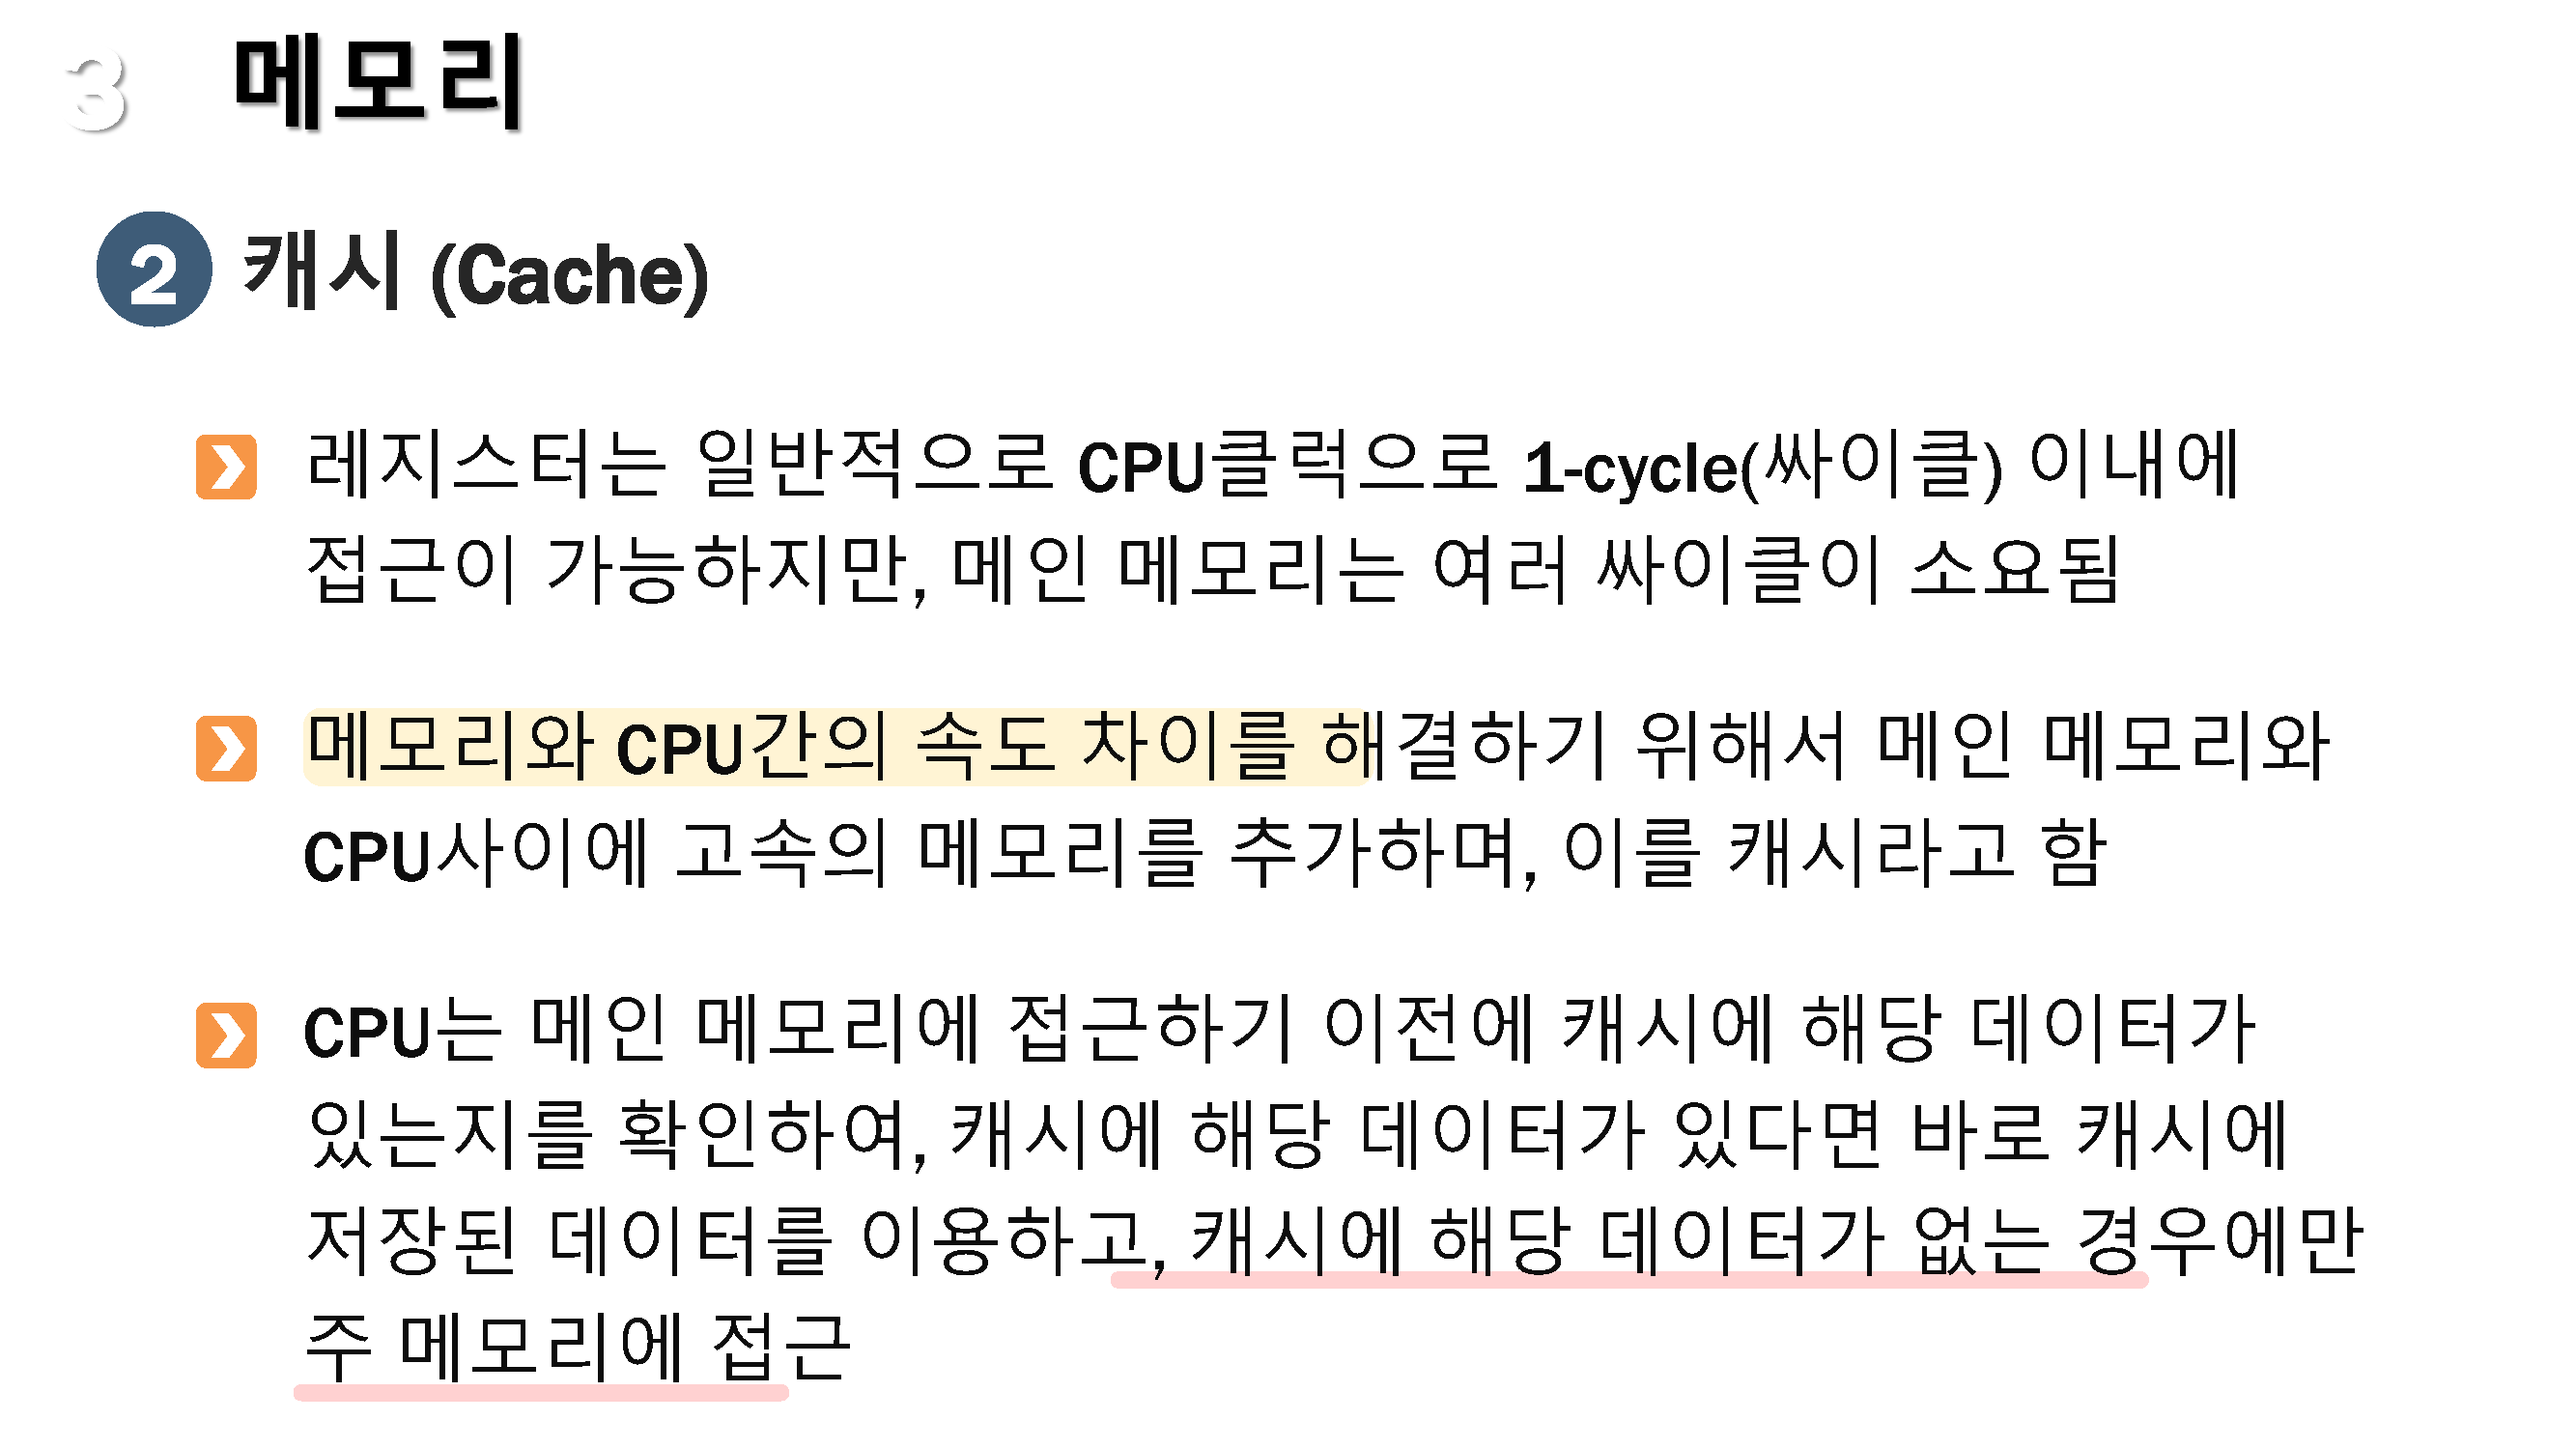 3 메모리
2 캐시 (Cache)
레지스터는 일반적으로 CPU클럭으로 1-cycle(싸이클) 이내에
접근이 가능하지만, 메인 메모리는 여러 싸이클이 소요됨
메모리와 CPU간의 속도 차이를 해결하기 위해서 메인 메모리와
CPU사이에 고속의 메모리를 추가하며, 이를 캐시라고 함
CPU는 메인 메모리에 접근하기 이전에 캐시에 해당 데이터가
있는지를 확인하여, 캐시에 해당 데이터가 있다면 바로 캐시에
저장된 데이터를 이용하고, 캐시에 해당 데이터가 없는 경우에만
주 메모리에 접근